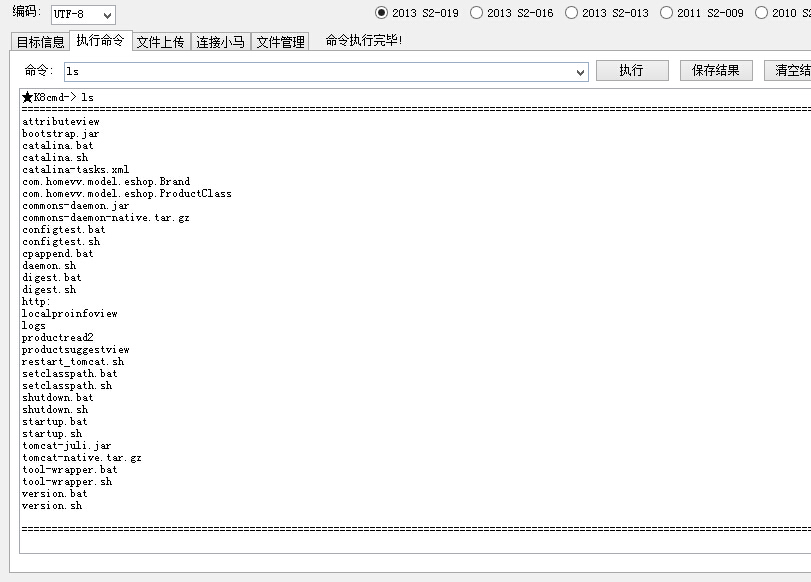 编码: UTF-8 2013 S2-019 2013 S2-016 2013 S2-013 2011 S2-009 2010 S2
目标信息 执行命令 文件上传 连接小马 文件管理 命令执行完毕!
命令: ls 执行 保存结果 清空结
★K8cmd-> ls
attributeview
bootstrap.jar
catalina.bat
catalina.sh
catalina-tasks.xml
com.homevv.model.eshop.Brand
com.homevv.model.eshop.ProductClass
commons-daemon.jar
commons-daemon-native.tar.gz
configtest.bat
configtest.sh
cpappend.bat
daemon.sh
digest.bat
digest.sh
http:
localproinfoview
logs
productread2
productsuggestview
restart_tomcat.sh
setclasspath.bat
setclasspath.sh
shutdown.bat
shutdown.sh
startup.bat
startup.sh
tomcat-juli.jar
tomcat-native.tar.gz
tool-wrapper.bat
tool-wrapper.sh
version.bat
version.sh